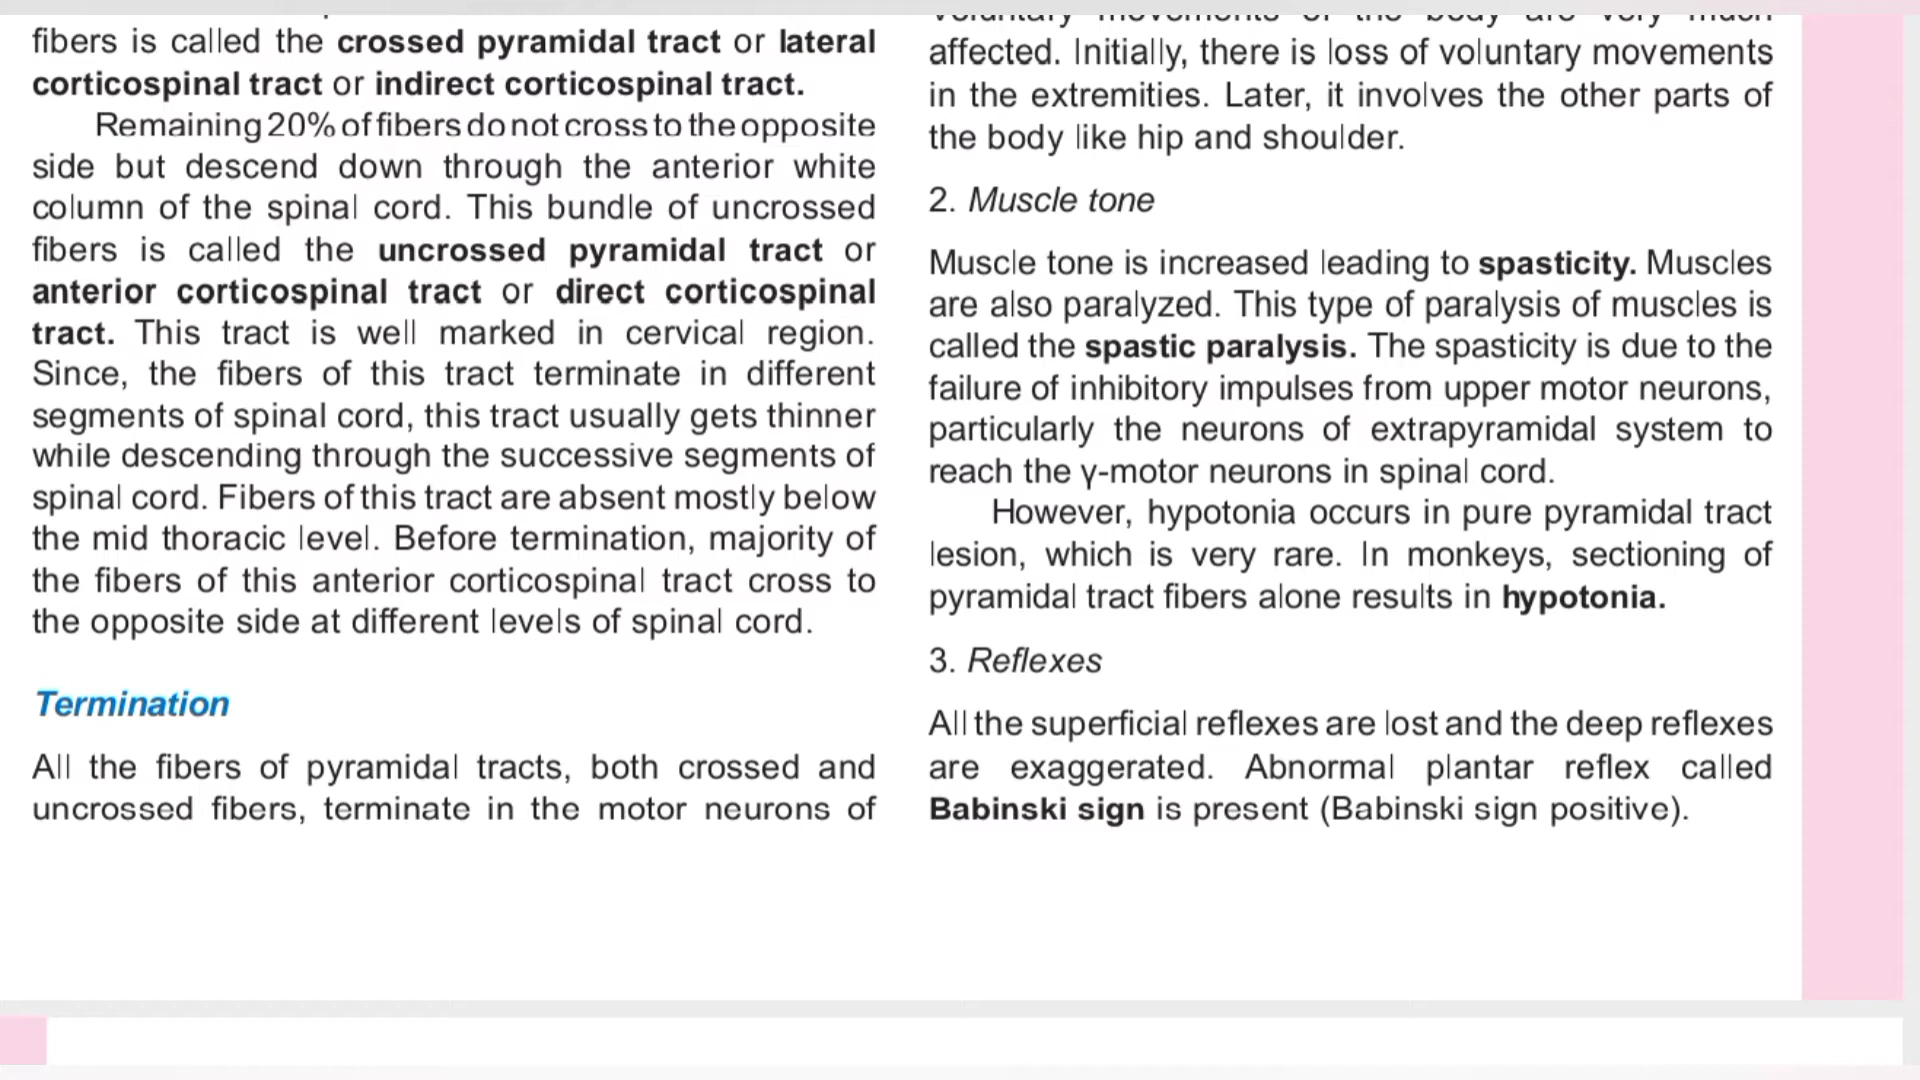 fibers is called the crossed pyramidal tract or lateral
corticospinal tract or indirect corticospinal tract.
Remaining 20% of fibers do not cross to the opposite
side but descend down through the anterior white
column of the spinal cord. This bundle of uncrossed
fibers is called the uncrossed pyramidal tract or
anterior corticospinal tract or direct corticospinal
tract. This tract is well marked in cervical region.
Since, the fibers of this tract terminate in different
segments of spinal cord, this tract usually gets thinner
while descending through the successive segments of
spinal cord. Fibers of this tract are absent mostly below
the mid thoracic level. Before termination, majority of
the fibers of this anterior corticospinal tract cross to
the opposite side at different levels of spinal cord.
Termination
All the fibers of pyramidal tracts, both crossed and
uncrossed fibers, terminate in the motor neurons of
voluntary movements of the body are very much
affected. Initially, there is loss of voluntary movements
in the extremities. Later, it involves the other parts of
the body like hip and shoulder.
2. Muscle tone
Muscle tone is increased leading to spasticity. Muscles
are also paralyzed. This type of paralysis of muscles is
called the spastic paralysis. The spasticity is due to the
failure of inhibitory impulses from upper motor neurons,
particularly the neurons of extrapyramidal system to
reach the γ-motor neurons in spinal cord.
However, hypotonia occurs in pure pyramidal tract
lesion, which is very rare. In monkeys, sectioning of
pyramidal tract fibers alone results in hypotonia.
3. Reflexes
All the superficial reflexes are lost and the deep reflexes
are exaggerated. Abnormal plantar reflex called
Babinski sign is present (Babinski sign positive).